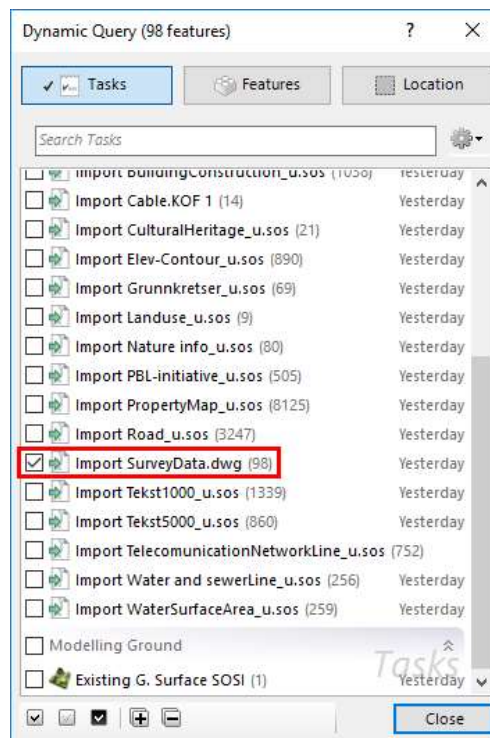 Dynamic Query (98 features) ?
Tasks Features Location
Search Tasks
Import BuildingConstruction_u.sos (1058) Yesterday
Import Cable.KOF 1 (14) Yesterday
Import CulturalHeritage_u.sos (21) Yesterday
Import Elev-Contour_u.sos (890) Yesterday
Import Grunnkretser_u.sos (69) Yesterday
Import Landuse_u.sos (9) Yesterday
Import Nature info_u.sos (80) Yesterday
Import PBL-initiative_u.sos (505) Yesterday
Import PropertyMap_u.sos (8125) Yesterday
Import Road_u.sos (3247) Yesterday
Import SurveyData.dwg (98) Yesterday
Import Tekst1000_u.sos (1339) Yesterday
Import Tekst5000_u.sos (860) Yesterday
Import TelecomunicationNetworkLine_u.sos (752)
Import Water and sewerLine_u.sos (256) Yesterday
Import WaterSurfaceArea_u.sos (259) Yesterday
Modelling Ground
Tasks
Existing G. Surface SOSI (1) Yesterday
Close